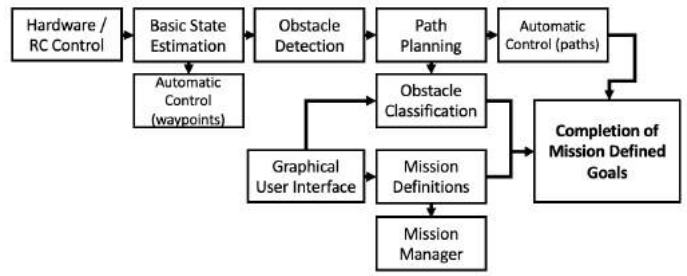 Hardware /
RC Control
Basic State
Estimation
Obstacle
Detection
Path
Planning
Automatic
Control (paths)
Automatic
Control
(waypoints)
Obstacle
Classification
Completion of
Mission Defined
Goals
Graphical
User Interface
Mission
Definitions
Mission
Manager